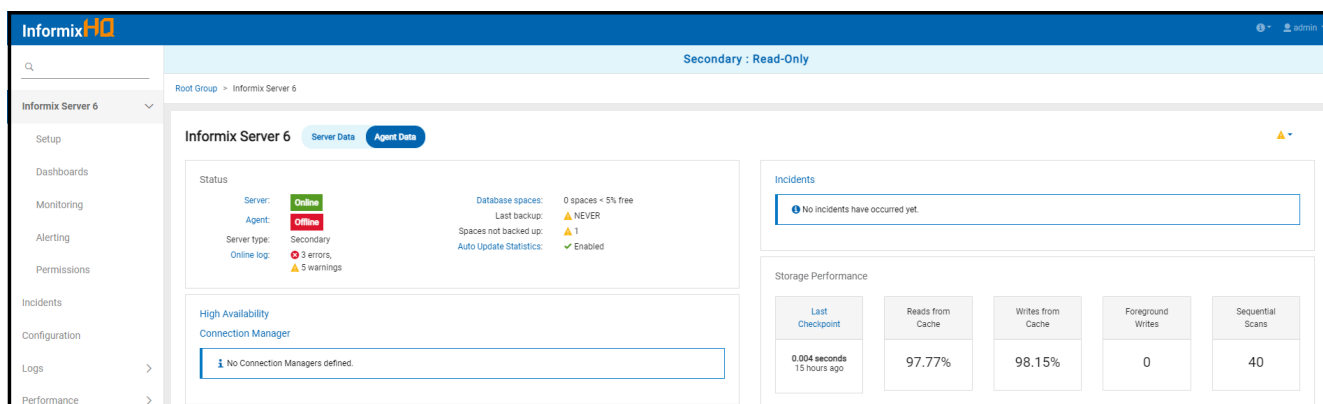 InformixHQ
admin
Secondary : Read-Only
Root Group > Informix Server 6
Informix Server 6
Setup
Dashboards
Monitoring
Alerting
Permissions
Incidents
Configuration
Logs
Performance
Informix Server 6 Server Data Agent Data
Status
Server: Online
Agent: Offline
Server type: Secondary
Online log: 3 errors,
5 warnings
Database spaces: 0 spaces < 5% free
Last backup: NEVER
Spaces not backed up: 1
Auto Update Statistics: Enabled
High Availability
Connection Manager
No Connection Managers defined.
Incidents
No incidents have occurred yet.
Storage Performance
Last
Checkpoint
0.004 seconds
15 hours ago
Reads from
Cache
97.77%
Writes from
Cache
98.15%
Foreground
Writes
0
Sequential
Scans
40